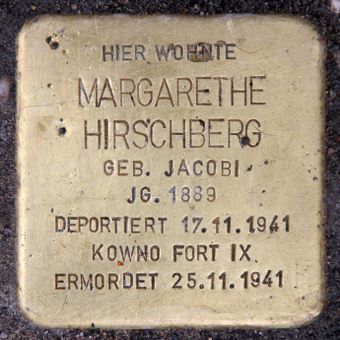 HIER WOHNTE
MARGARETHE
HIRSCHBERG
GEB. JACOBI
JG. 1889
DEPORTIERT 17.11.1941
KOWNO FORT IX
ERMORDET 25.11.1941